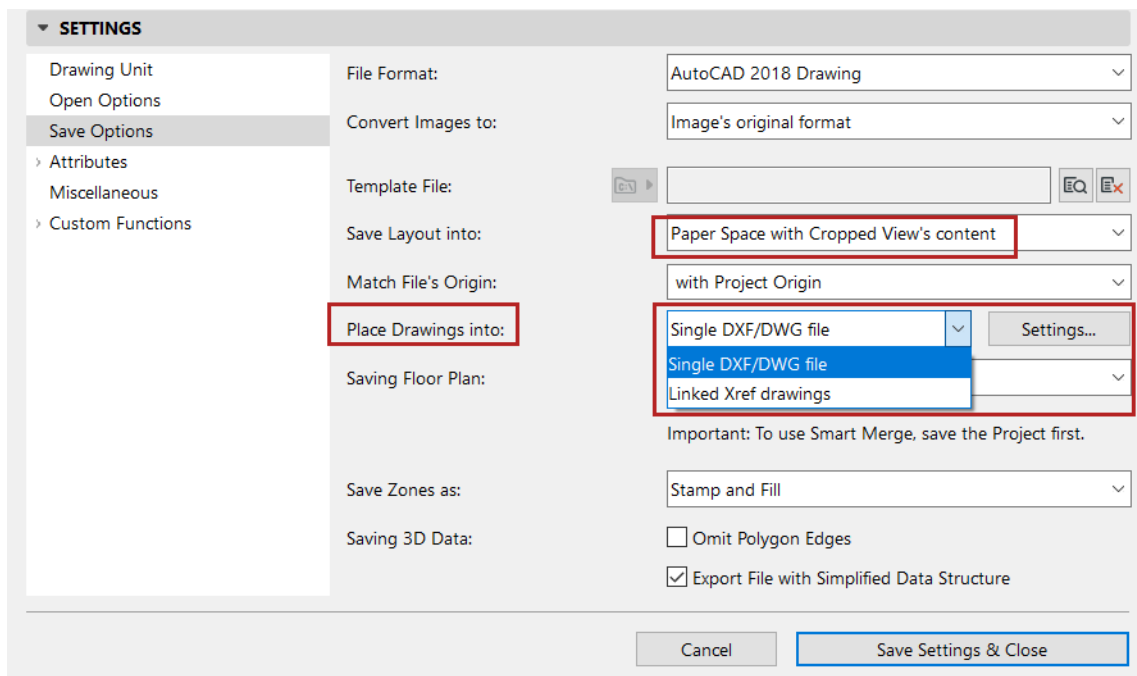 SETTINGS
Drawing Unit
Open Options
Save Options
Attributes
Miscellaneous
Custom Functions
File Format: AutoCAD 2018 Drawing
Convert Images to: Image's original format
Template File:
Save Layout into: Paper Space with Cropped View's content
Match File's Origin: with Project Origin
Place Drawings into: Single DXF/DWG file Settings...
Single DXF/DWG file
Saving Floor Plan:
Linked Xref drawings
Important: To use Smart Merge, save the Project first.
Save Zones as: Stamp and Fill
Saving 3D Data: Omit Polygon Edges
Export File with Simplified Data Structure
Cancel Save Settings & Close